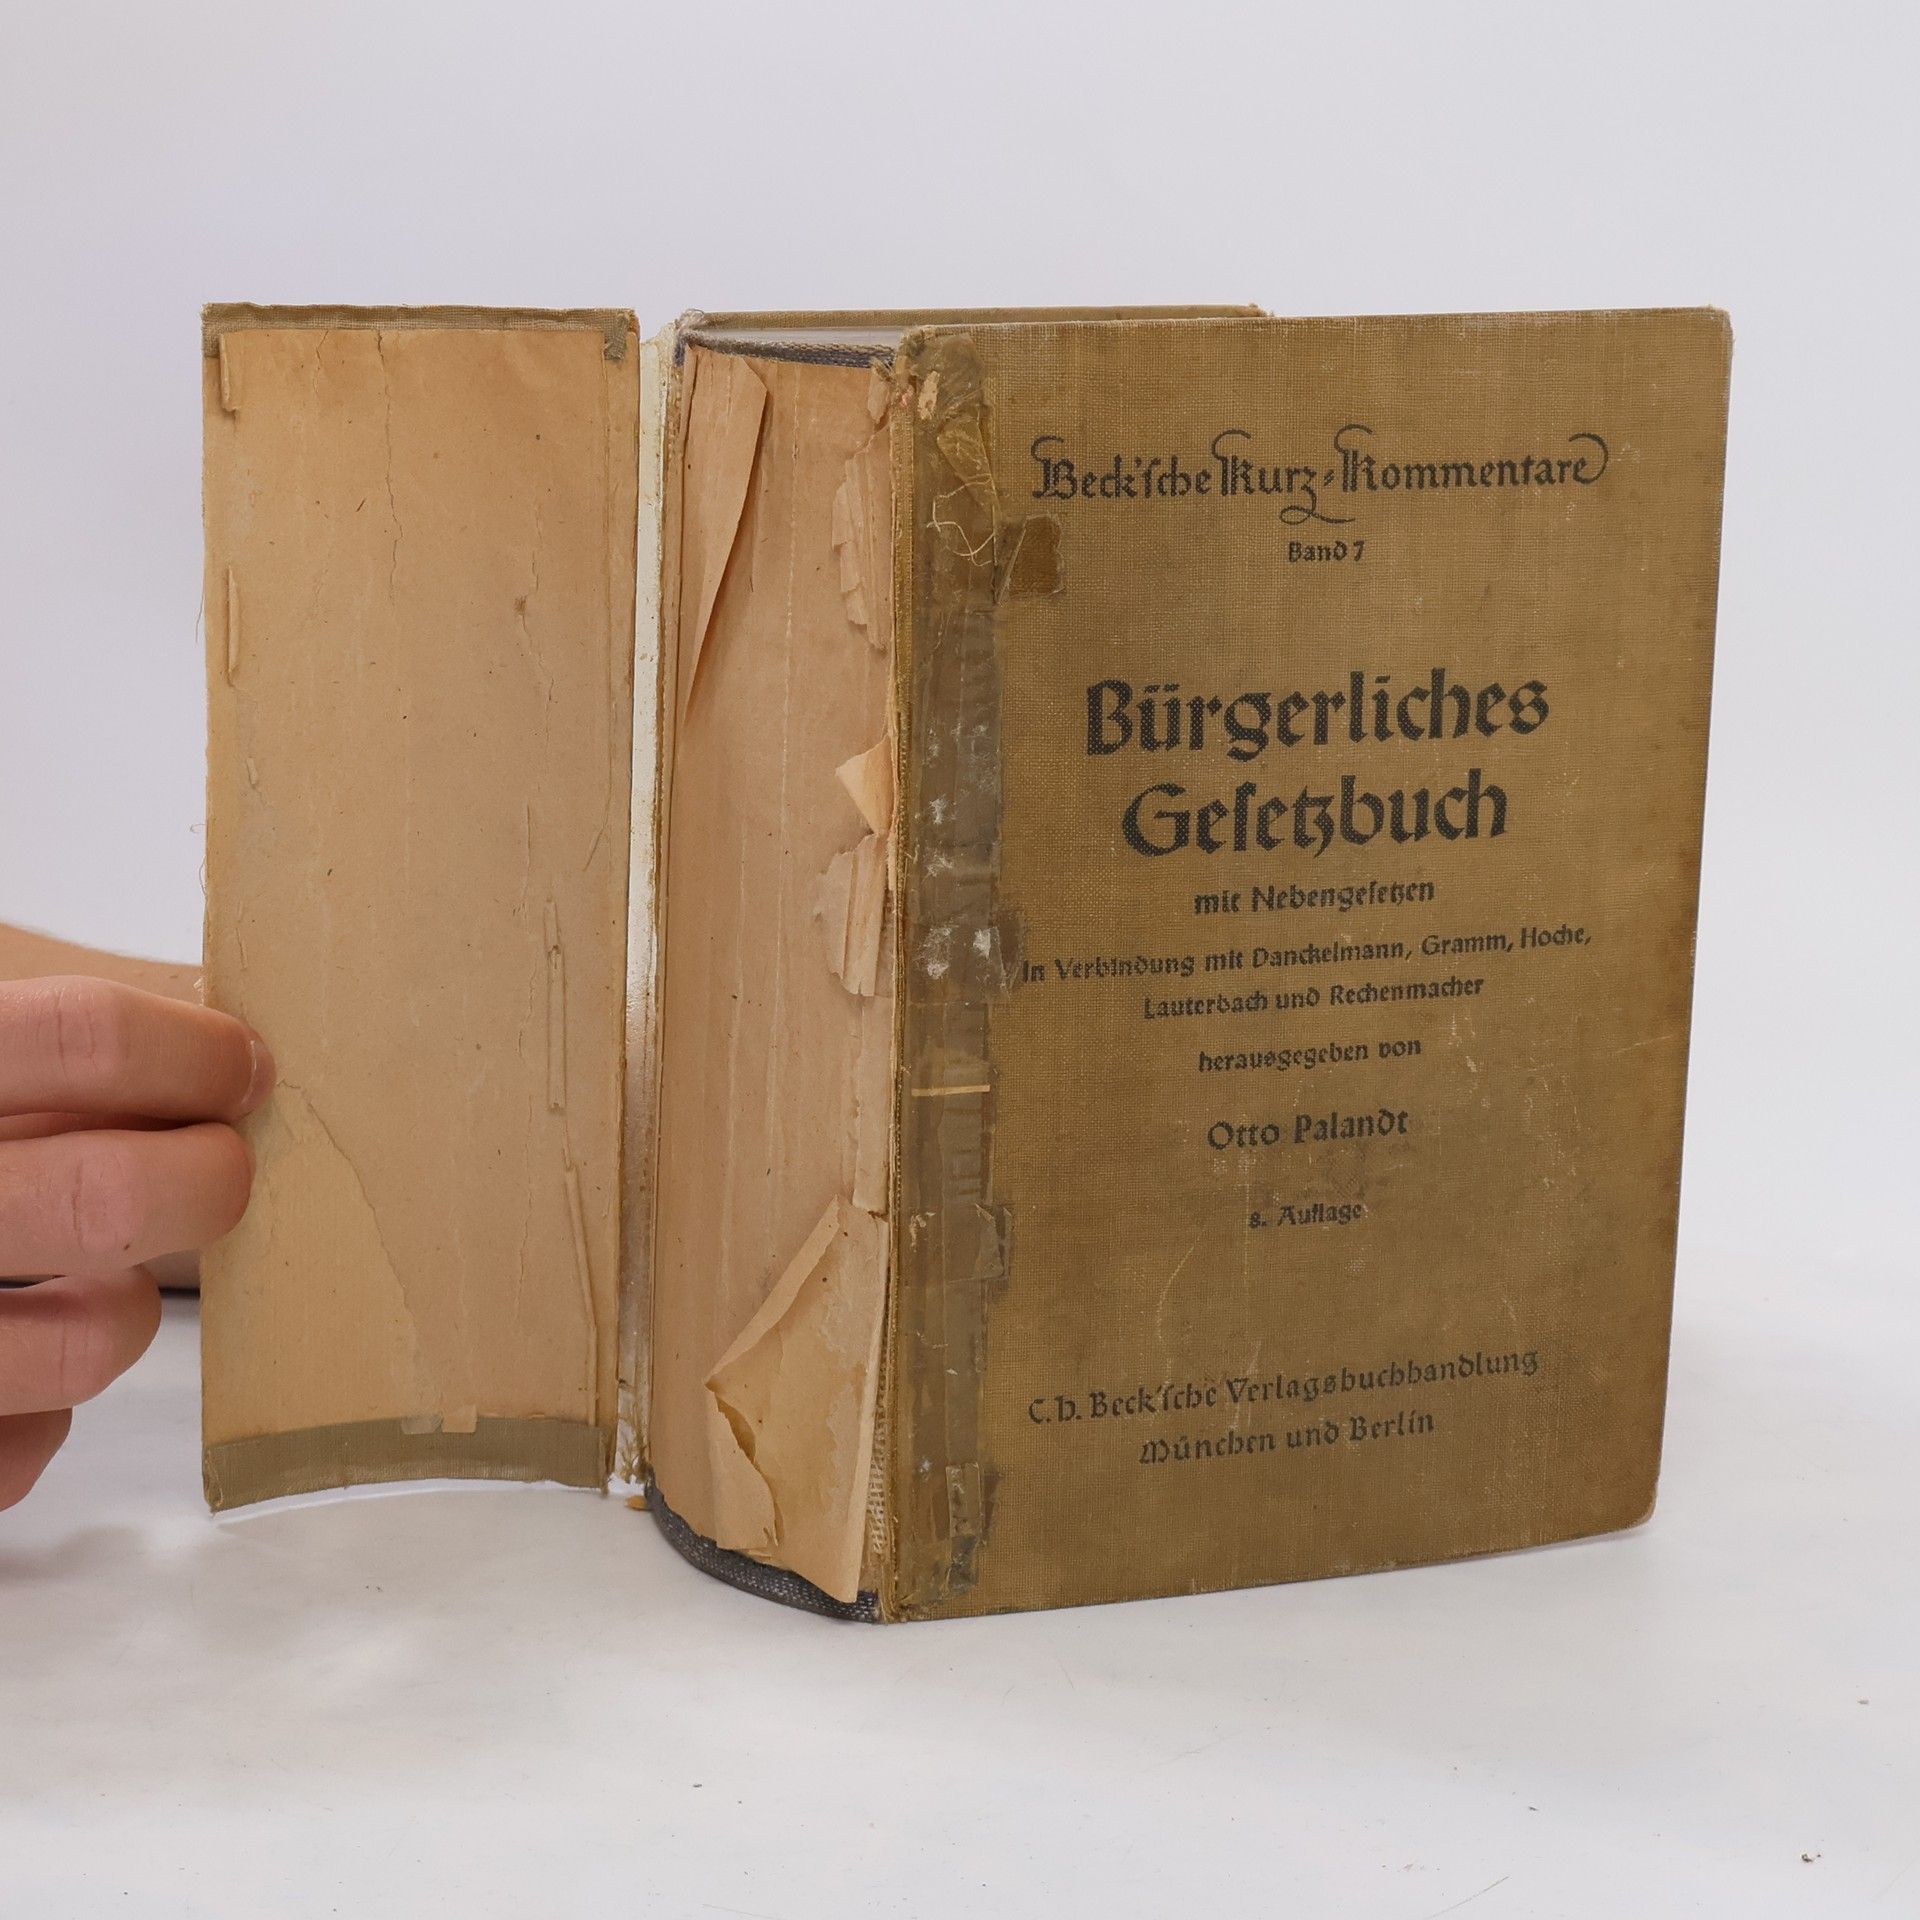 Beck'ſche Kurz-Kommentare
Band 7
Bürgerliches
Geſetzbuch
mit Nebengeſetzen
In Verbindung mit Danckelmann, Gramm, Hoche,
Lauterbach und Rechenmacher
herausgegeben von
Otto Palandt
8. Auflage
C.H. Beck'ſche Verlagsbuchhandlung
München und Berlin